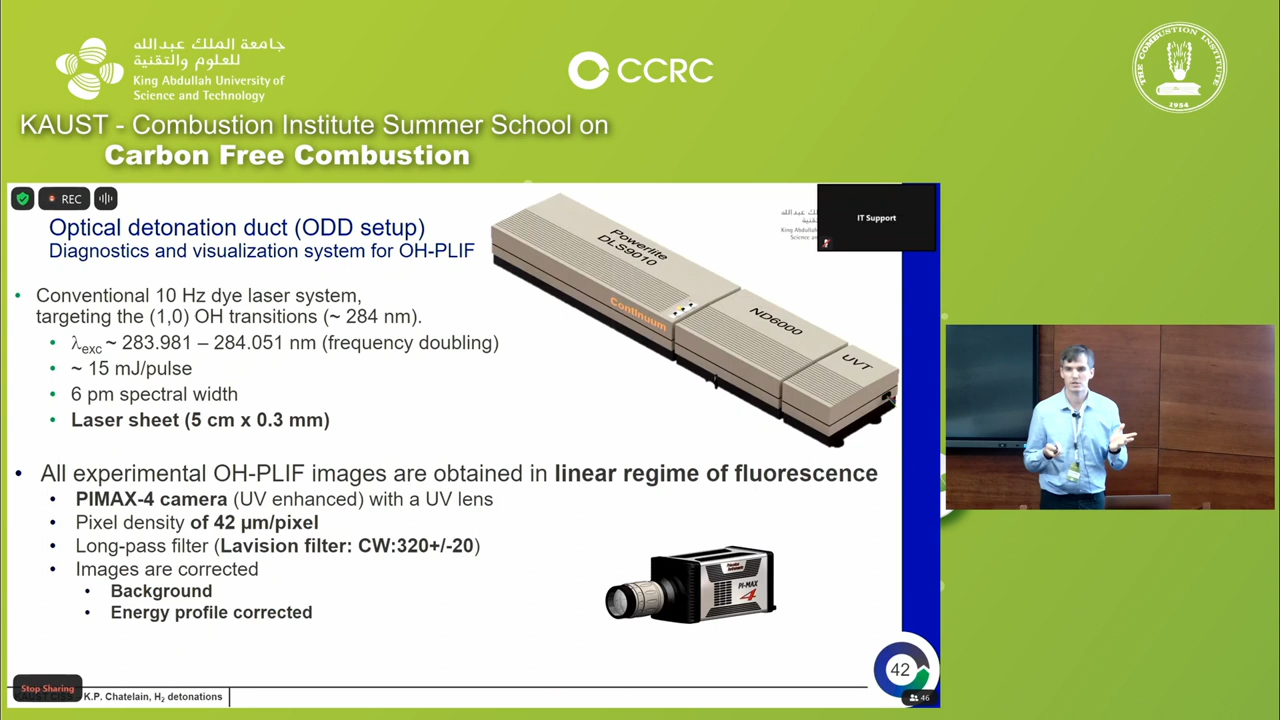 جامعة الملك عبدالله
للعلوم والتقنية
King Abdullah University of
Science and Technology
CCRC
THE COMBUSTION INSTITUTE
1954
KAUST - Combustion Institute Summer School on
Carbon Free Combustion
REC
IT Support
Optical detonation duct (ODD setup)
Diagnostics and visualization system for OH-PLIF
Powerlite
DLS9010
Continuum
ND6000
UVT
• Conventional 10 Hz dye laser system,
targeting the (1,0) OH transitions (~ 284 nm).
• λexc ~ 283.981 – 284.051 nm (frequency doubling)
• ~ 15 mJ/pulse
• 6 pm spectral width
• Laser sheet (5 cm x 0.3 mm)
• All experimental OH-PLIF images are obtained in linear regime of fluorescence
• PIMAX-4 camera (UV enhanced) with a UV lens
• Pixel density of 42 µm/pixel
• Long-pass filter (Lavision filter: CW:320+/-20)
• Images are corrected
• Background
• Energy profile corrected
PI-MAX
4
42
46
Stop Sharing
K.P. Chatelain, H2 detonations